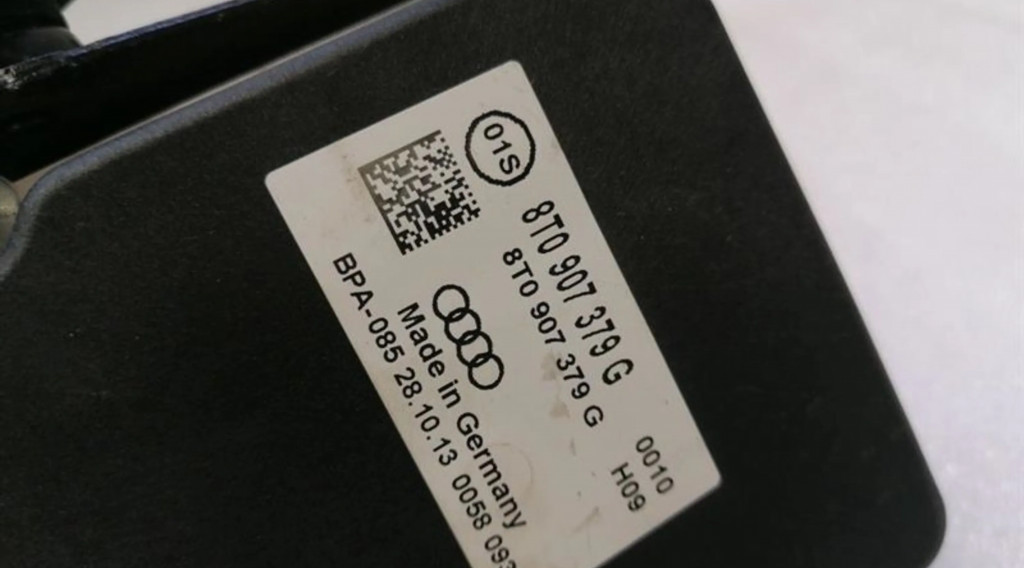 01S
8T0 907 379 G
8T0 907 379 G
0010
H09
Made in Germany
BPA-085 28.10.13 0058